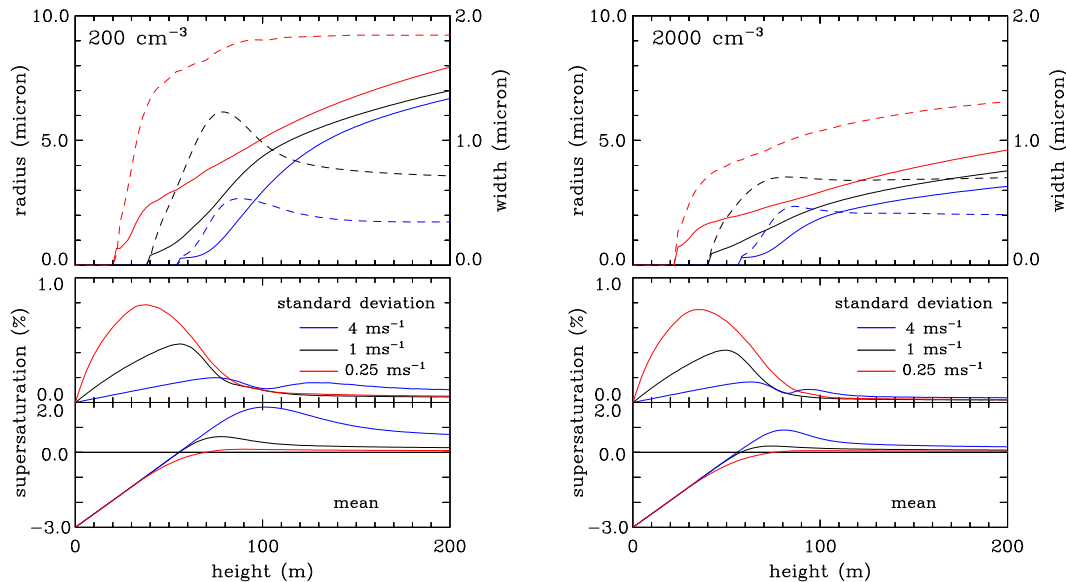 10.0
200 cm⁻³
2.0
radius (micron)
5.0
1.0
width (micron)
0.0
0.0
1.0
supersaturation (%)
standard deviation
4 ms⁻¹
1 ms⁻¹
0.25 ms⁻¹
0.0
2.0
0.0
mean
−3.0
0
100
200
height (m)
10.0
2000 cm⁻³
2.0
radius (micron)
5.0
1.0
width (micron)
0.0
0.0
1.0
supersaturation (%)
standard deviation
4 ms⁻¹
1 ms⁻¹
0.25 ms⁻¹
0.0
2.0
0.0
mean
−3.0
0
100
200
height (m)